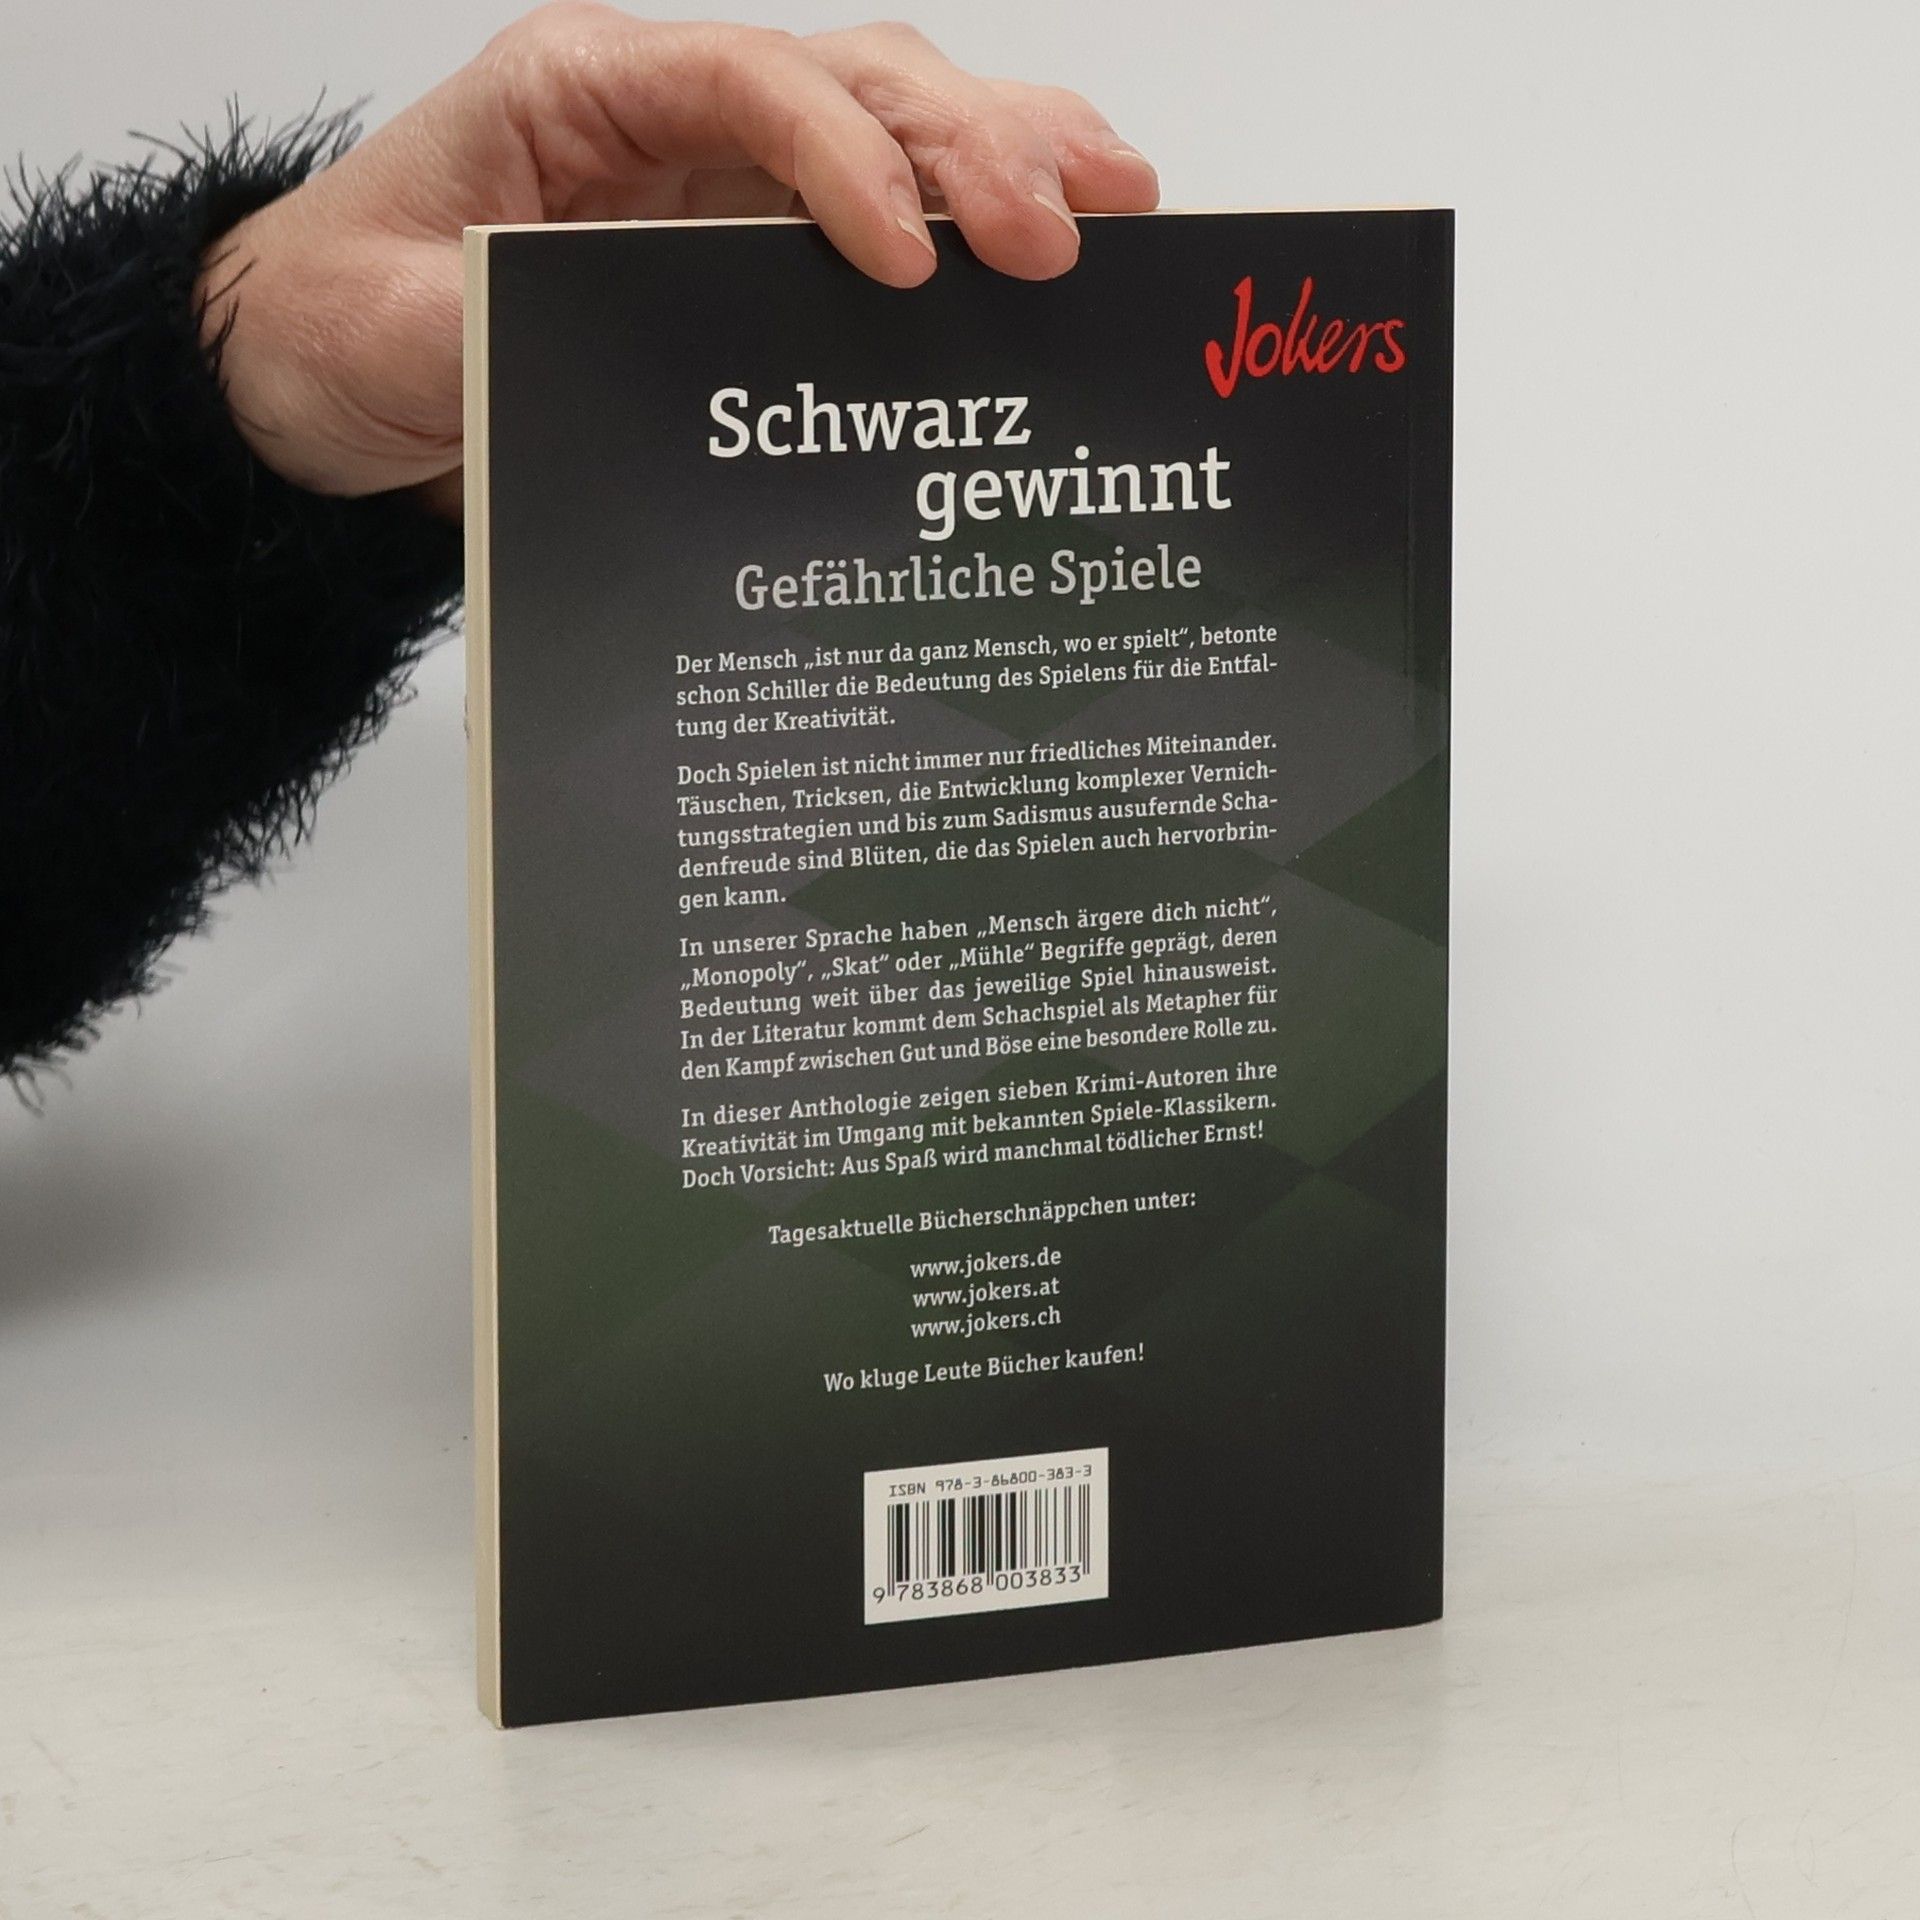 Jokers
Schwarz
gewinnt
Gefährliche Spiele
Der Mensch „ist nur da ganz Mensch, wo er spielt“, betonte
schon Schiller die Bedeutung des Spielens für die Entfal-
tung der Kreativität.
Doch Spielen ist nicht immer nur friedliches Miteinander.
Täuschen, Tricksen, die Entwicklung komplexer Vernich-
tungsstrategien und bis zum Sadismus ausufernde Scha-
denfreude sind Blüten, die das Spielen auch hervorbrin-
gen kann.
In unserer Sprache haben „Mensch ärgere dich nicht“,
„Monopoly“, „Skat“ oder „Mühle“ Begriffe geprägt, deren
Bedeutung weit über das jeweilige Spiel hinausweist.
In der Literatur kommt dem Schachspiel als Metapher für
den Kampf zwischen Gut und Böse eine besondere Rolle zu.
In dieser Anthologie zeigen sieben Krimi-Autoren ihre
Kreativität im Umgang mit bekannten Spiele-Klassikern.
Doch Vorsicht: Aus Spaß wird manchmal tödlicher Ernst!
Tagesaktuelle Bücherschnäppchen unter:
www.jokers.de
www.jokers.at
www.jokers.ch
Wo kluge Leute Bücher kaufen!
ISBN 978-3-86800-383-3
9 783868 003833